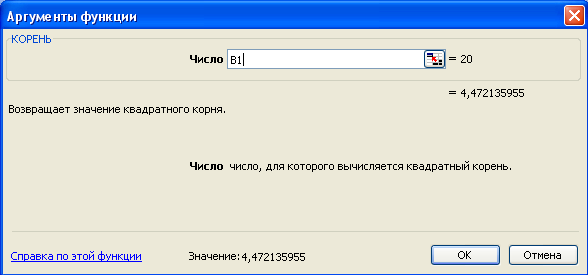 Аргументы функции
КОРЕНЬ
Число B1 = 20
= 4,472135955
Возвращает значение квадратного корня.
Число число, для которого вычисляется квадратный корень.
Справка по этой функции Значение:4,472135955 ОК Отмена